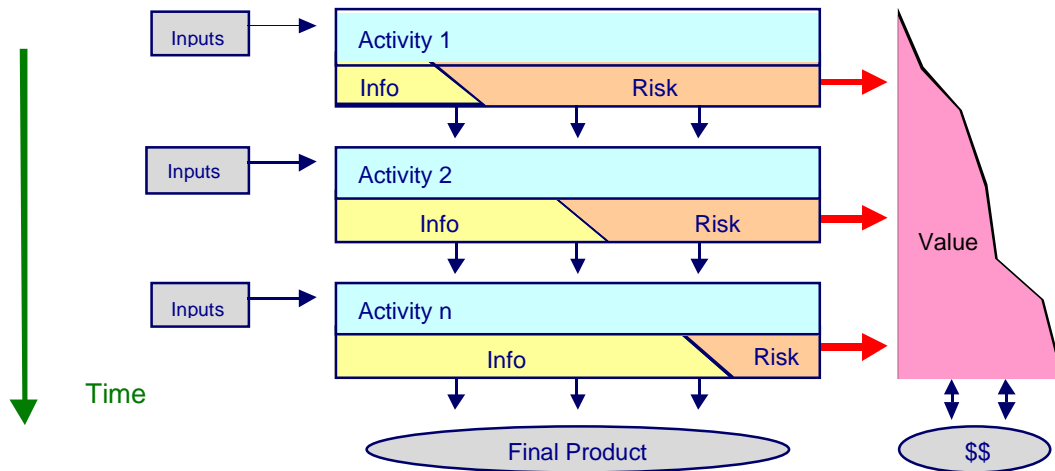 Inputs
Activity 1
Info
Risk
Inputs
Activity 2
Info
Risk
Value
Inputs
Activity n
Info
Risk
Time
Final Product
$$